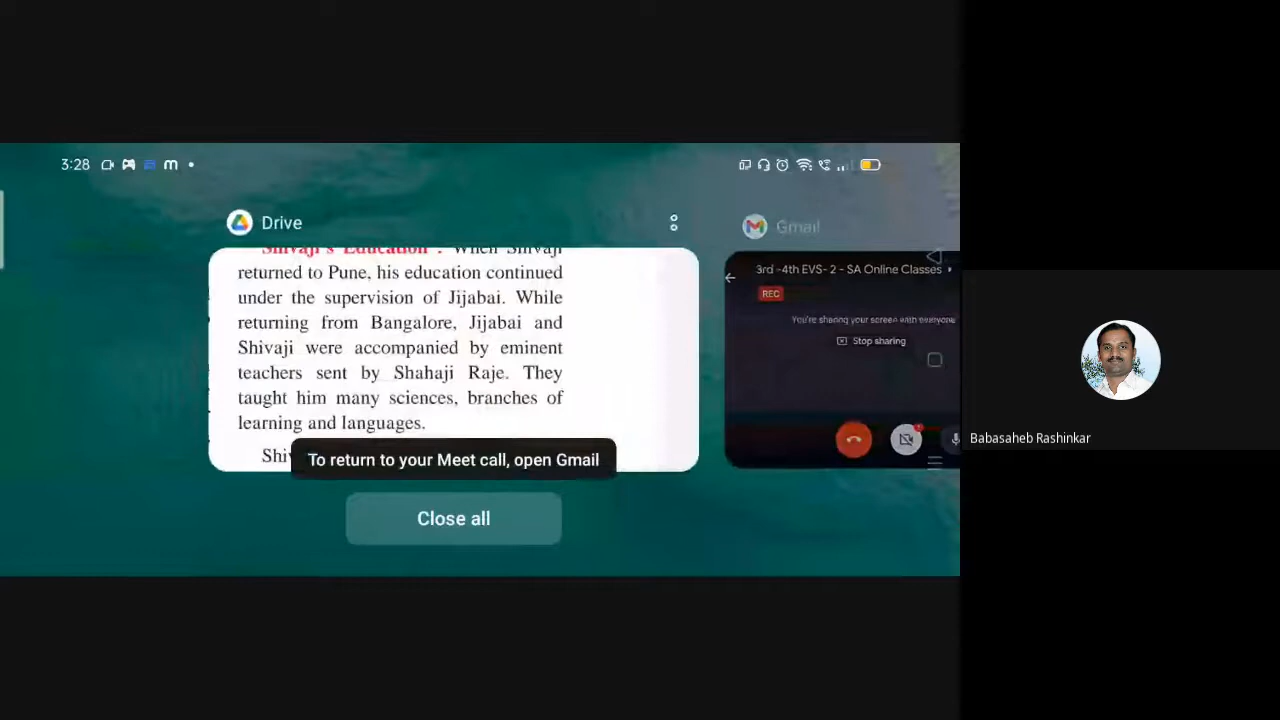 3:28
Drive
Gmail
Shivaji's Education : When Shivaji
returned to Pune, his education continued
under the supervision of Jijabai. While
returning from Bangalore, Jijabai and
Shivaji were accompanied by eminent
teachers sent by Shahaji Raje. They
taught him many sciences, branches of
learning and languages.
Shiv
To return to your Meet call, open Gmail
Close all
3rd -4th EVS- 2 - SA Online Classes
REC
You're sharing your screen with everyone
Stop sharing
Babasaheb Rashinkar